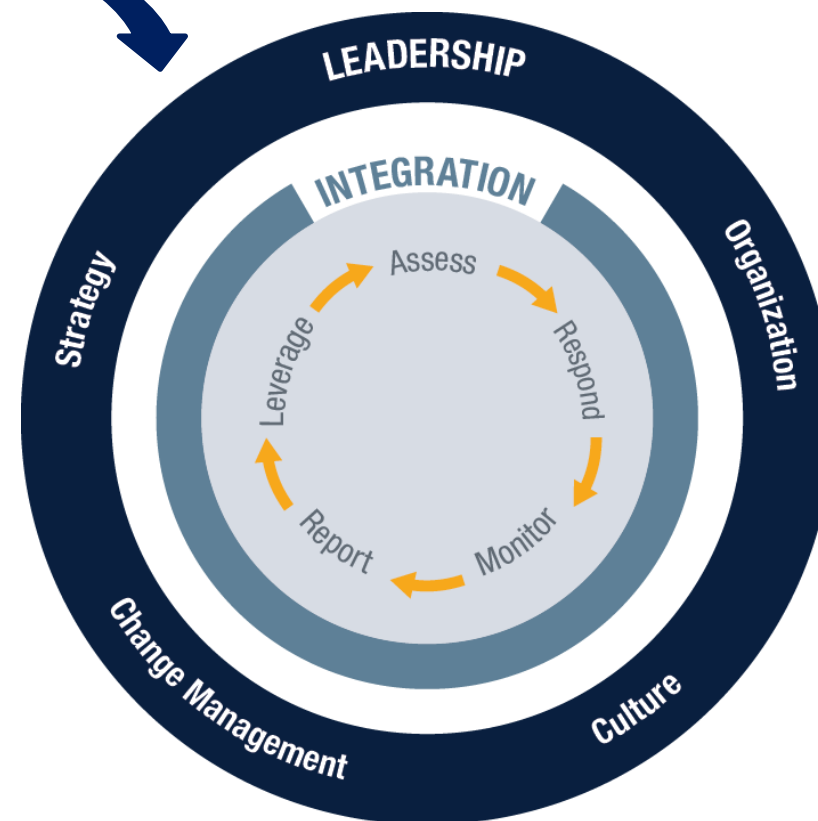 LEADERSHIP
Organization
Culture
Change Management
Strategy
INTEGRATION
Assess
Respond
Monitor
Report
Leverage